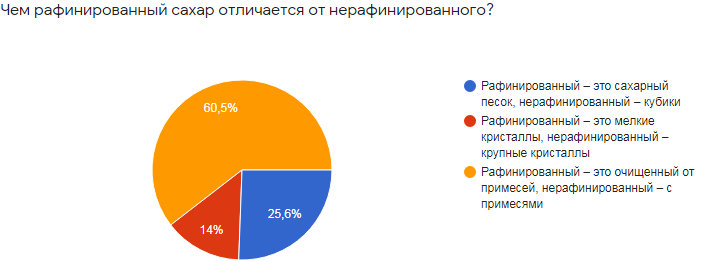 Чем рафинированный сахар отличается от нерафинированного?
60,5%
14%
25,6%
Рафинированный – это сахарный
песок, нерафинированный – кубики
Рафинированный – это мелкие
кристаллы, нерафинированный –
крупные кристаллы
Рафинированный – это очищенный от
примесей, нерафинированный – с
примесями